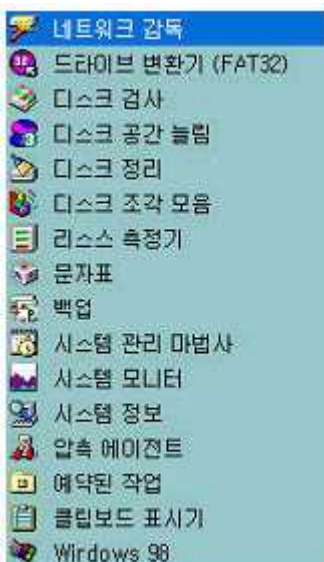 네트워크 감독
드라이브 변환기 (FAT32)
디스크 검사
디스크 공간 늘림
디스크 정리
디스크 조각 모음
리소스 측정기
문자표
백업
시스템 관리 마법사
시스템 모니터
시스템 정보
압축 에이전트
예약된 작업
클립보드 표시기
Windows 98